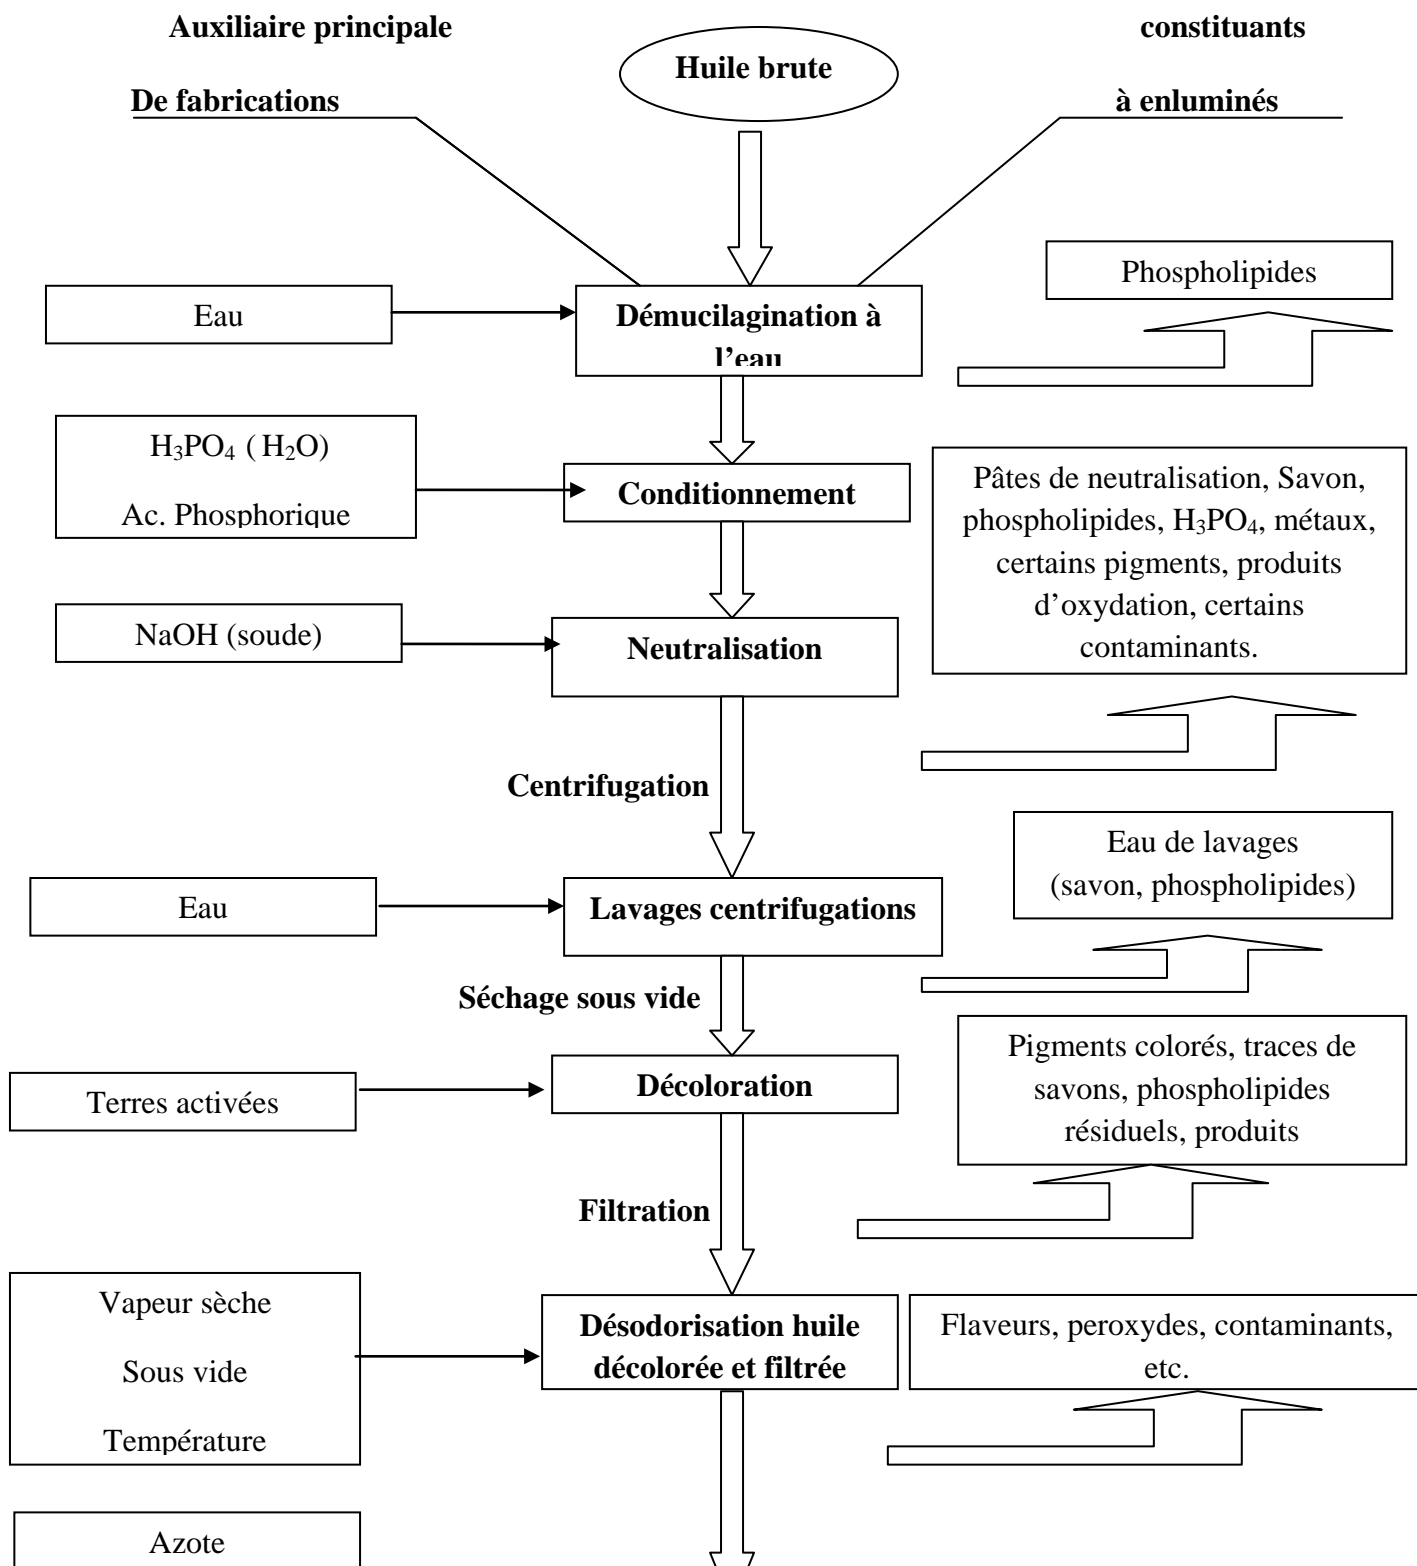 Auxiliaire principale
De fabrications
Huile brute
constituants
à enluminés
Phospholipides
Eau
Démucilagination à
l’eau
H₃PO₄ ( H₂O)
Ac. Phosphorique
Conditionnement
Pâtes de neutralisation, Savon,
phospholipides, H₃PO₄, métaux,
certains pigments, produits
d’oxydation, certains
contaminants.
NaOH (soude)
Neutralisation
Centrifugation
Eau de lavages
(savon, phospholipides)
Eau
Lavages centrifugations
Séchage sous vide
Pigments colorés, traces de
savons, phospholipides
résiduels, produits
Terres activées
Décoloration
Filtration
Vapeur sèche
Sous vide
Température
Désodorisation huile
décolorée et filtrée
Flaveurs, peroxydes, contaminants,
etc.
Azote